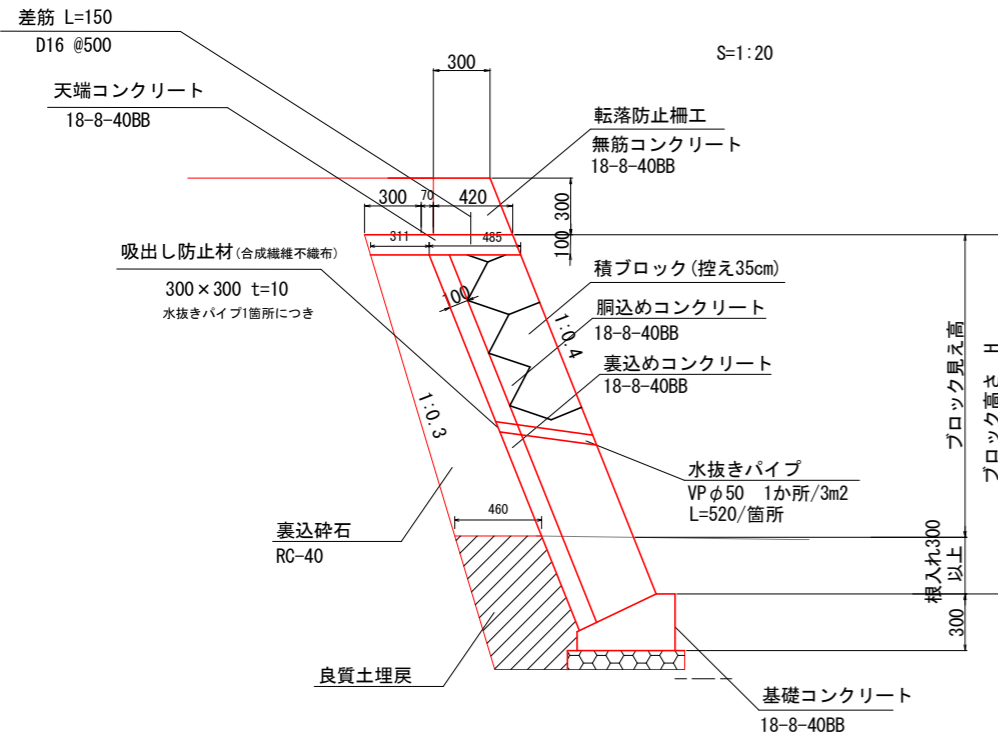 差筋 L=150
D16 @500
天端コンクリート
18-8-40BB
300
S=1:20
転落防止柵工
無筋コンクリート
18-8-40BB
300
70
420
300
100
311
485
吸出し防止材(合成繊維不織布)
300×300 t=10
水抜きパイプ1箇所につき
100
積ブロック(控え35cm)
1:0.4
胴込めコンクリート
18-8-40BB
裏込めコンクリート
18-8-40BB
1:0.3
ブロック見え高
ブロック高さ H
水抜きパイプ
VPφ50 1か所/3m2
L=520/箇所
460
裏込砕石
RC-40
根入れ300
以上
300
良質土埋戻
基礎コンクリート
18-8-40BB